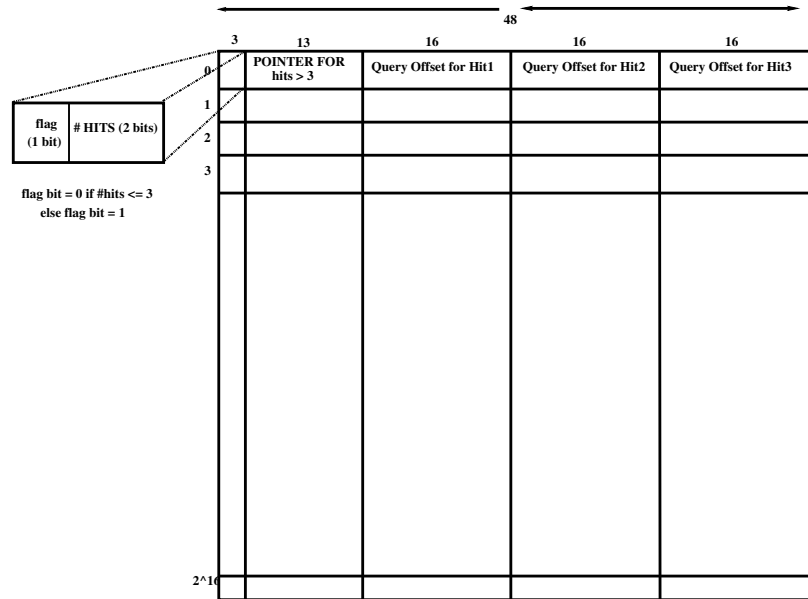 48
3 13 16 16 16
0 POINTER FOR
hits > 3
Query Offset for Hit1 Query Offset for Hit2 Query Offset for Hit3
1
flag
(1 bit)
# HITS (2 bits)
2
3
flag bit = 0 if #hits <= 3
else flag bit = 1
2^16